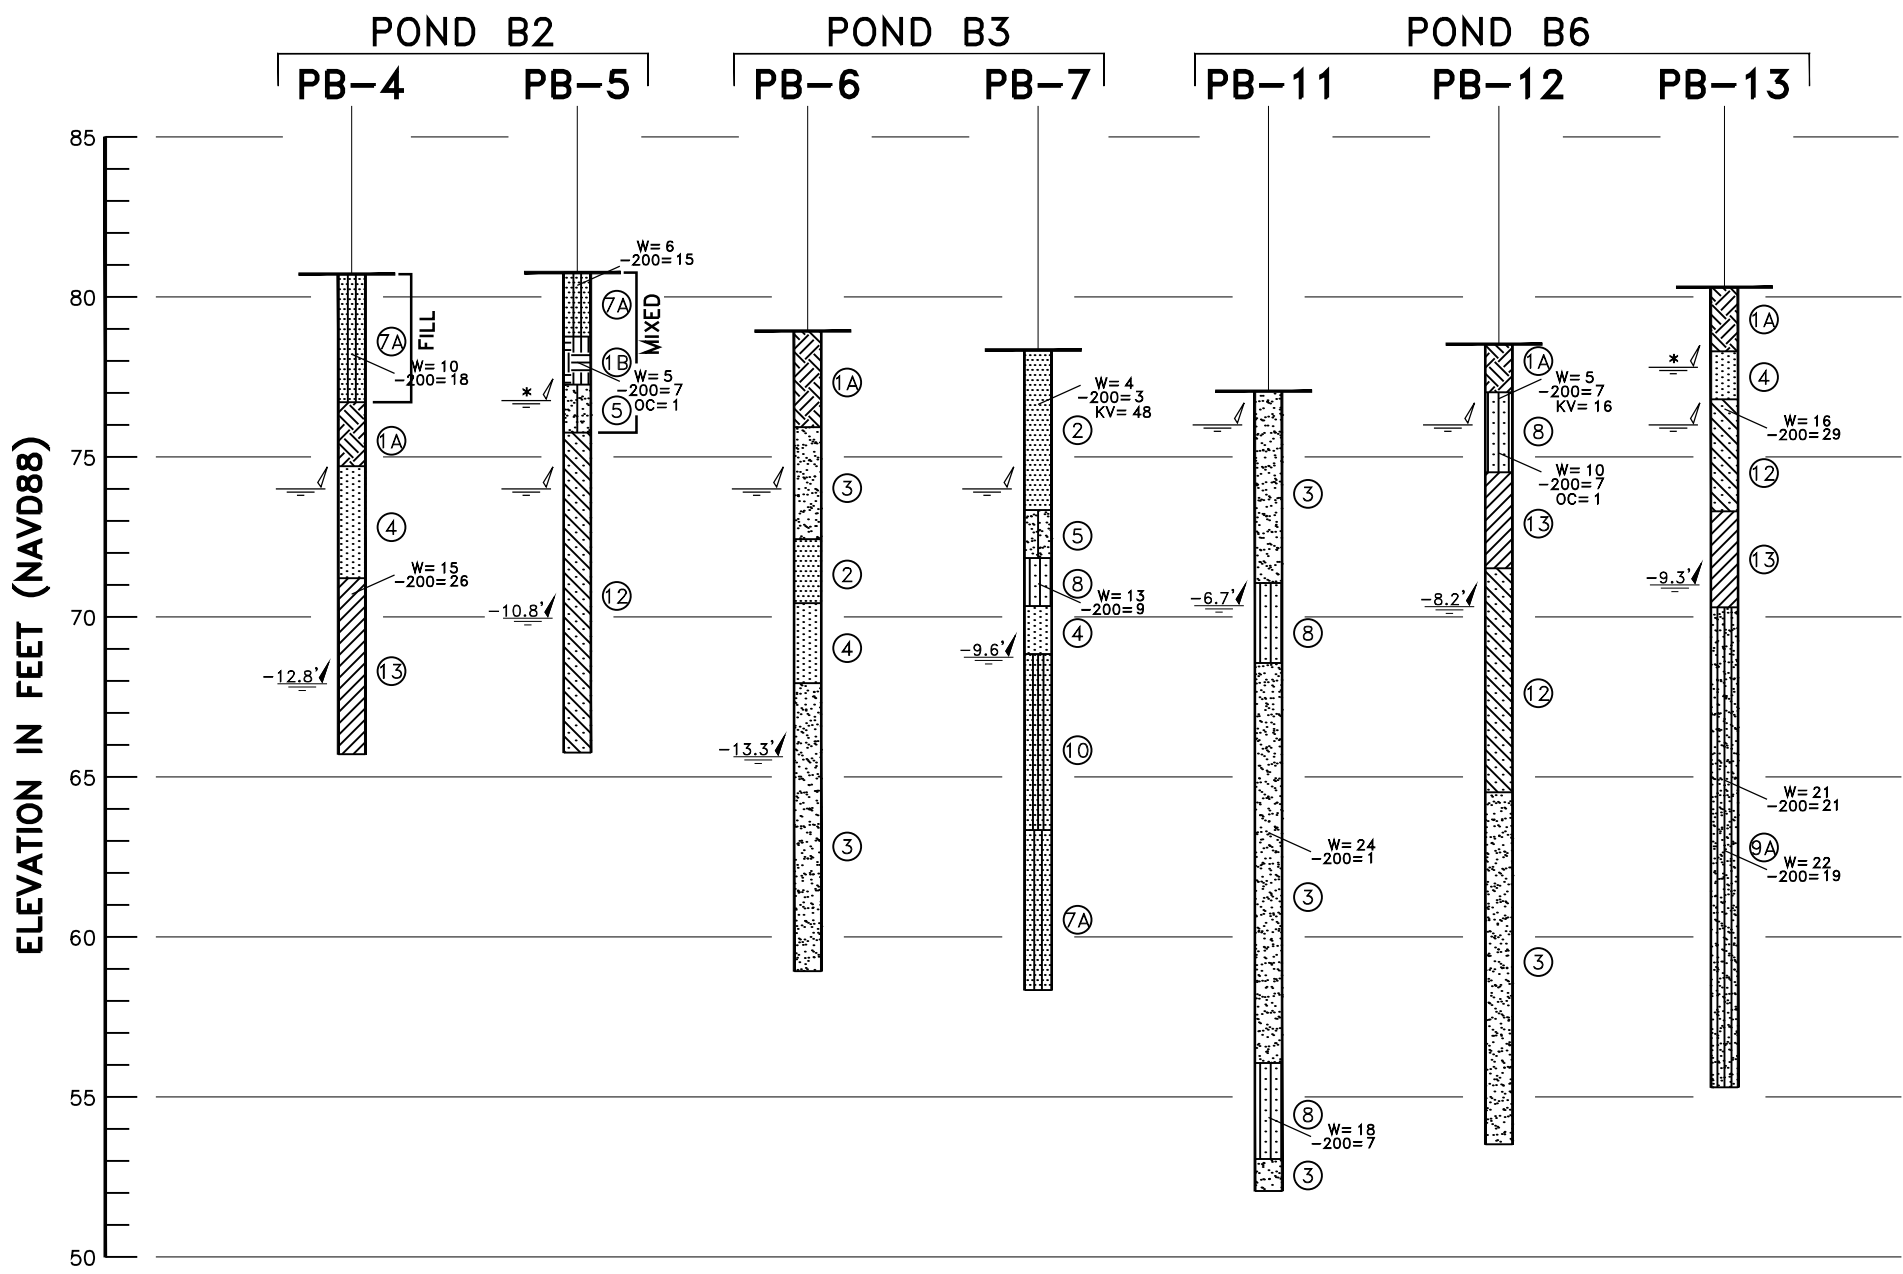 POND B2 POND B3 POND B6
PB-4 PB-5 PB-6 PB-7 PB-11 PB-12 PB-13
ELEVATION IN FEET (NAVD88)
85
80
75
70
65
60
55
50
7A
FILL
W= 10
-200= 18
1A
4
W= 15
-200= 26
-12.8'
13
W= 6
-200= 15
7A
MIXED
1B
W= 5
-200= 7
OC= 1
*
5
12
-10.8'
1A
3
2
4
-13.3'
3
W= 4
-200= 3
KV= 48
2
5
8
W= 13
-200= 9
4
-9.6'
10
7A
3
-6.7'
8
W= 24
-200= 1
3
8
W= 18
-200= 7
3
1A
W= 5
-200= 7
KV= 16
8
W= 10
-200= 7
OC= 1
13
-8.2'
12
3
1A
*
4
W= 16
-200= 29
12
13
-9.3'
W= 21
-200= 21
9A
W= 22
-200= 19